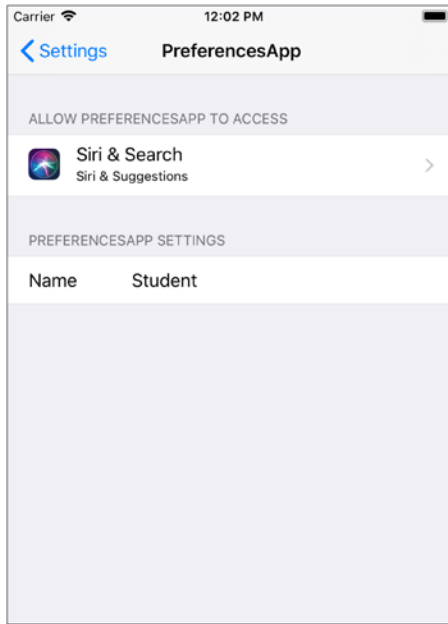 Carrier 12:02 PM
Settings PreferencesApp
ALLOW PREFERENCESAPP TO ACCESS
Siri & Search
Siri & Suggestions
PREFERENCESAPP SETTINGS
Name Student